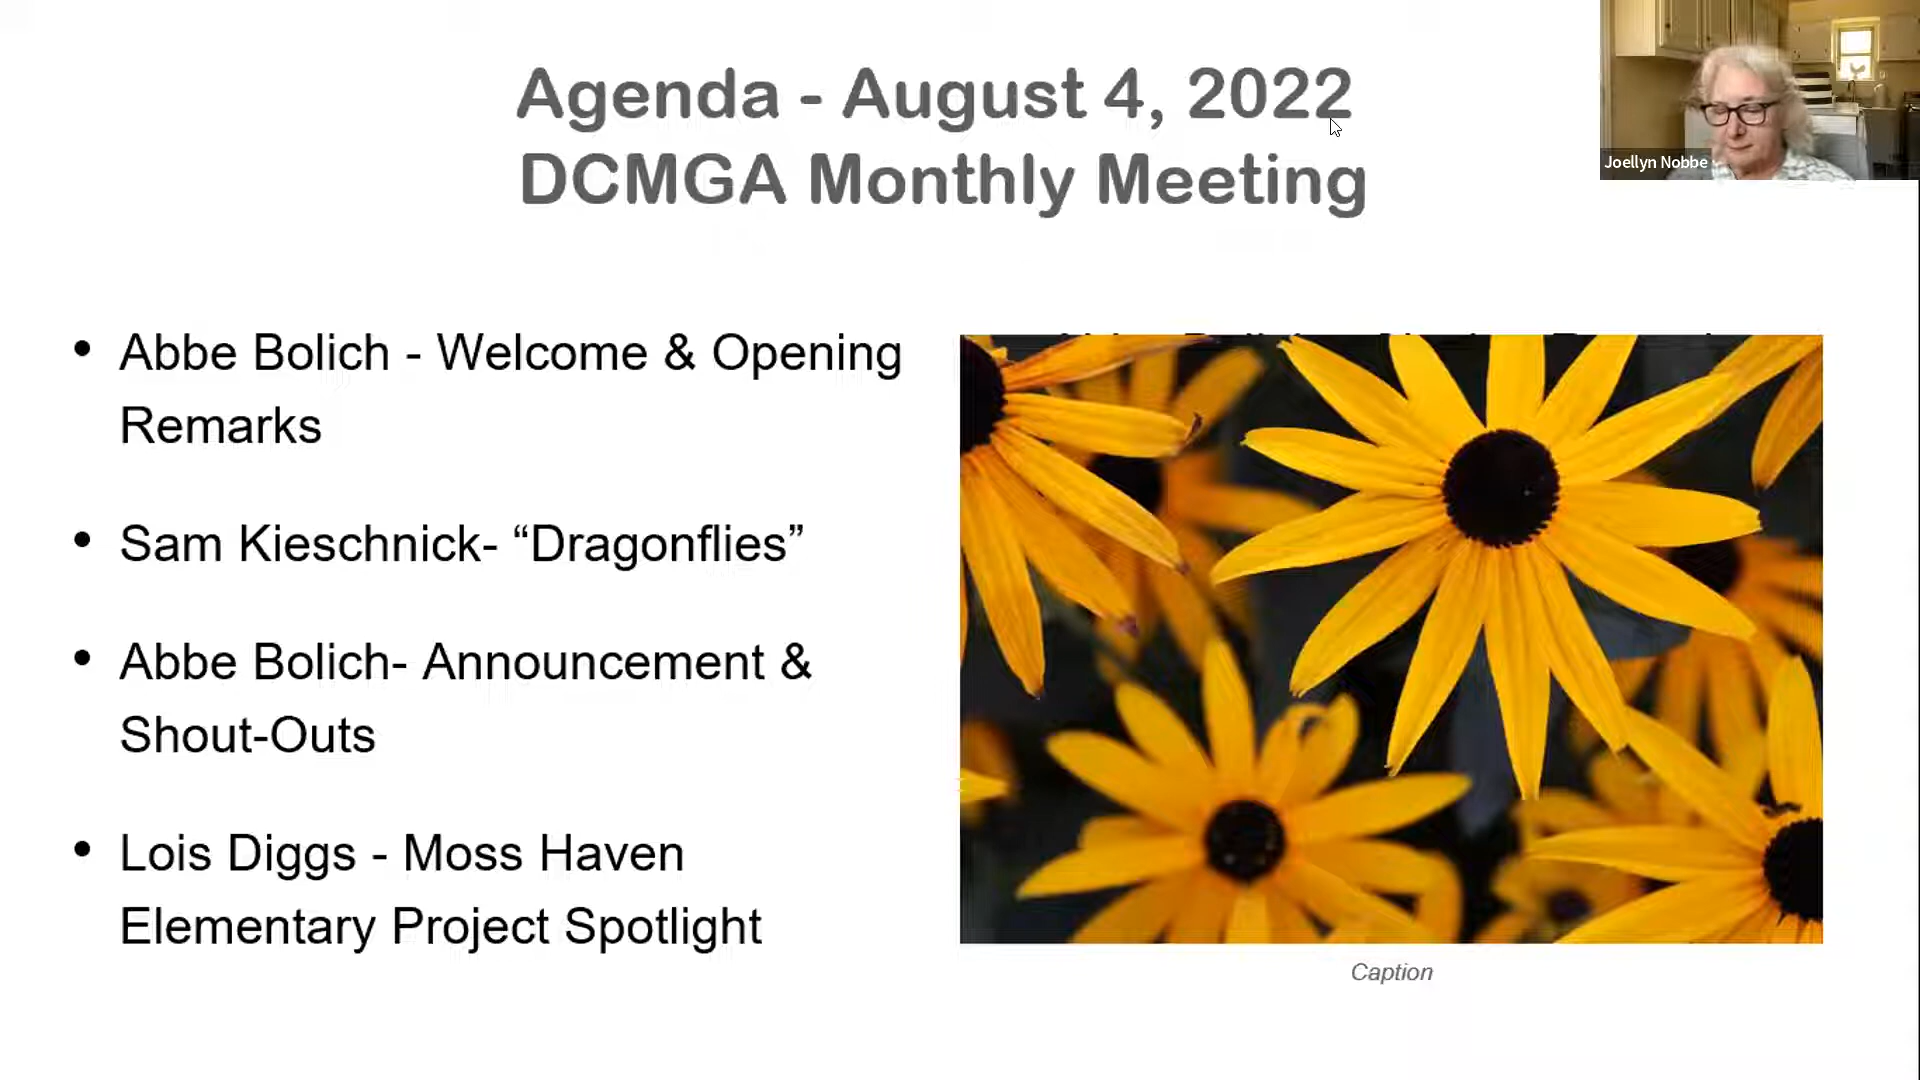 Agenda - August 4, 2022
DCMGA Monthly Meeting
Joellyn Nobbe
• Abbe Bolich - Welcome & Opening
Remarks
• Sam Kieschnick- “Dragonflies”
• Abbe Bolich- Announcement &
Shout-Outs
• Lois Diggs - Moss Haven
Elementary Project Spotlight
Caption